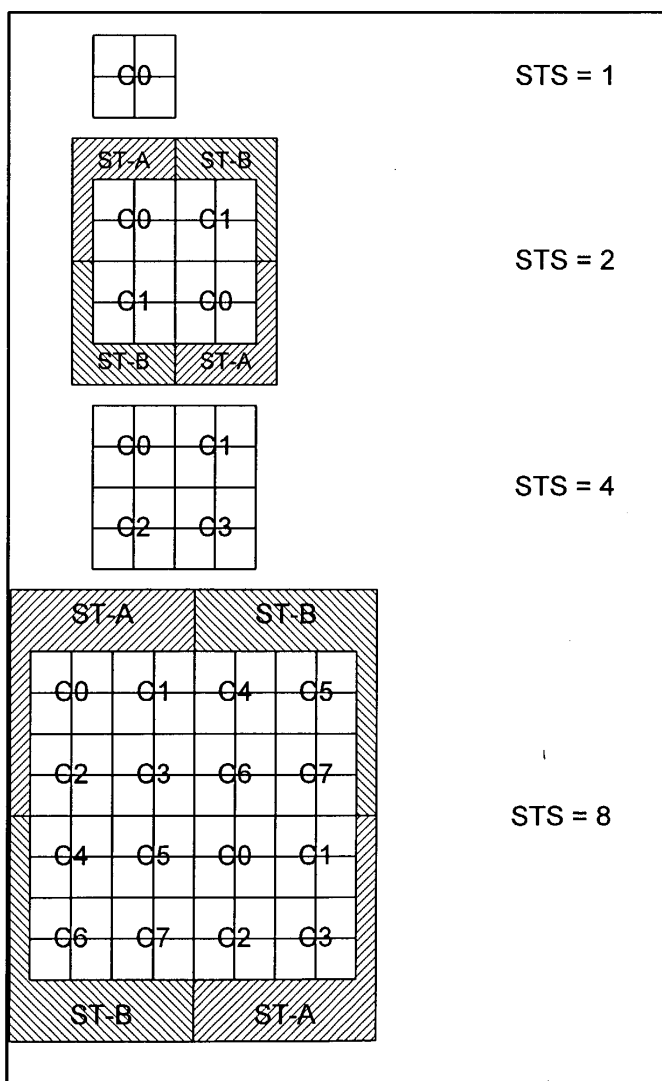 C0 STS = 1
ST-A ST-B
C0 C1
STS = 2
C1 C0
ST-B ST-A
C0 C1
STS = 4
C2 C3
ST-A ST-B
C0 C1 C4 C5
C2 C3 C6 C7
STS = 8
C4 C5 C0 C1
C6 C7 C2 C3
ST-B ST-A